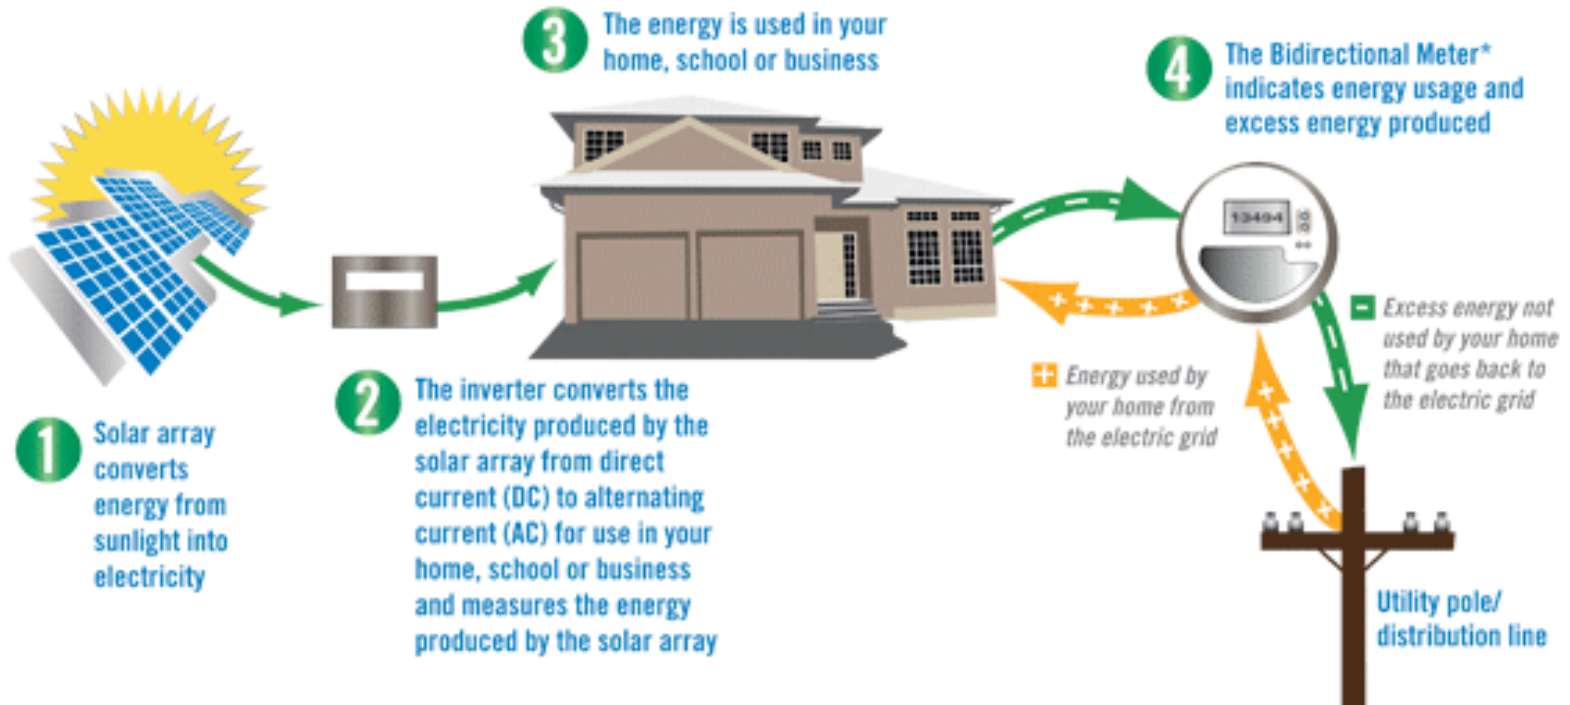 1
Solar array
converts
energy from
sunlight into
electricity
2
The inverter converts the
electricity produced by the
solar array from direct
current (DC) to alternating
current (AC) for use in your
home, school or business
and measures the energy
produced by the solar array
3
The energy is used in your
home, school or business
4
The Bidirectional Meter*
indicates energy usage and
excess energy produced
13494
+ Energy used by
your home from
the electric grid
- Excess energy not
used by your home
that goes back to
the electric grid
Utility pole/
distribution line